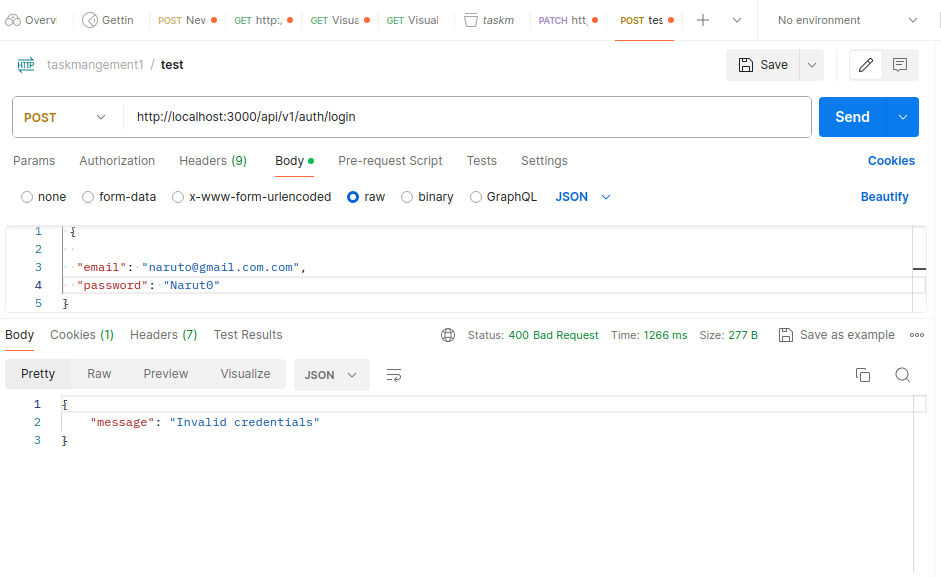 Overvi Gettin POST Nev GET http:, GET Visua GET Visual taskm PATCH htt, POST tes No environment
HTTP taskmangement1 / test Save
POST http://localhost:3000/api/v1/auth/login Send
Params Authorization Headers (9) Body Pre-request Script Tests Settings Cookies
none form-data x-www-form-urlencoded raw binary GraphQL JSON Beautify
1 {
2
3 "email": "naruto@gmail.com.com",
4 "password": "Narut0"
5 }
Body Cookies (1) Headers (7) Test Results Status: 400 Bad Request Time: 1266 ms Size: 277 B Save as example
Pretty Raw Preview Visualize JSON
1 {
2 "message": "Invalid credentials"
3 }